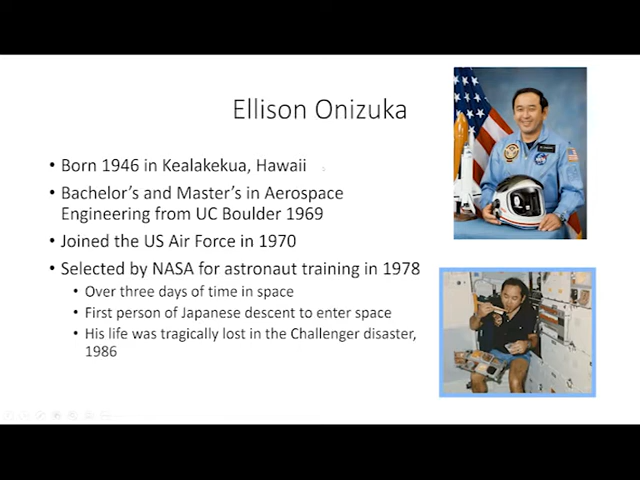 Ellison Onizuka
• Born 1946 in Kealakekua, Hawaii
• Bachelor's and Master's in Aerospace
Engineering from UC Boulder 1969
• Joined the US Air Force in 1970
• Selected by NASA for astronaut training in 1978
• Over three days of time in space
• First person of Japanese descent to enter space
• His life was tragically lost in the Challenger disaster,
1986